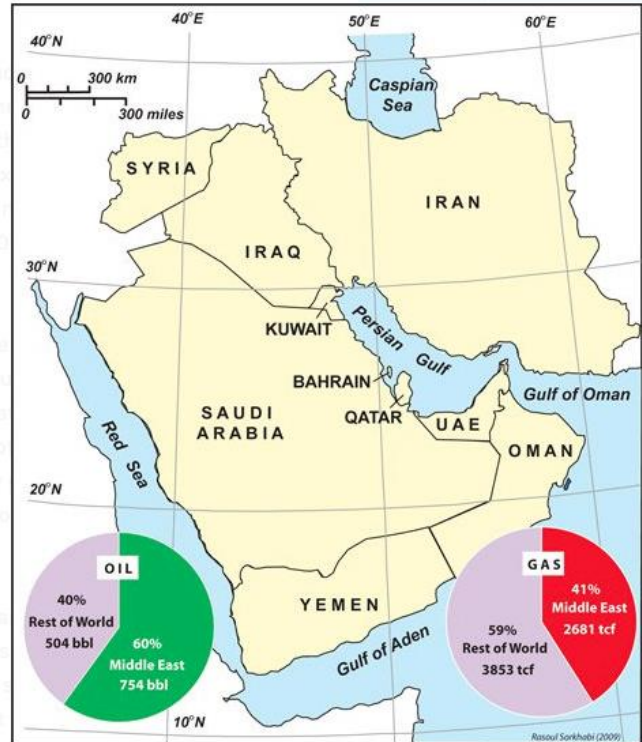 40°E
50°E
60°E
40°N
0 300 km
0 300 miles
Caspian
Sea
SYRIA
IRAN
IRAQ
30°N
KUWAIT
Persian Gulf
BAHRAIN
QATAR
Gulf of Oman
SAUDI
ARABIA
UAE
OMAN
Red Sea
20°N
OIL
40%
Rest of World
504 bbl
60%
Middle East
754 bbl
YEMEN
Gulf of Aden
GAS
41%
Middle East
2681 tcf
59%
Rest of World
3853 tcf
10°N
Rasoul Sorkhabi (2009)